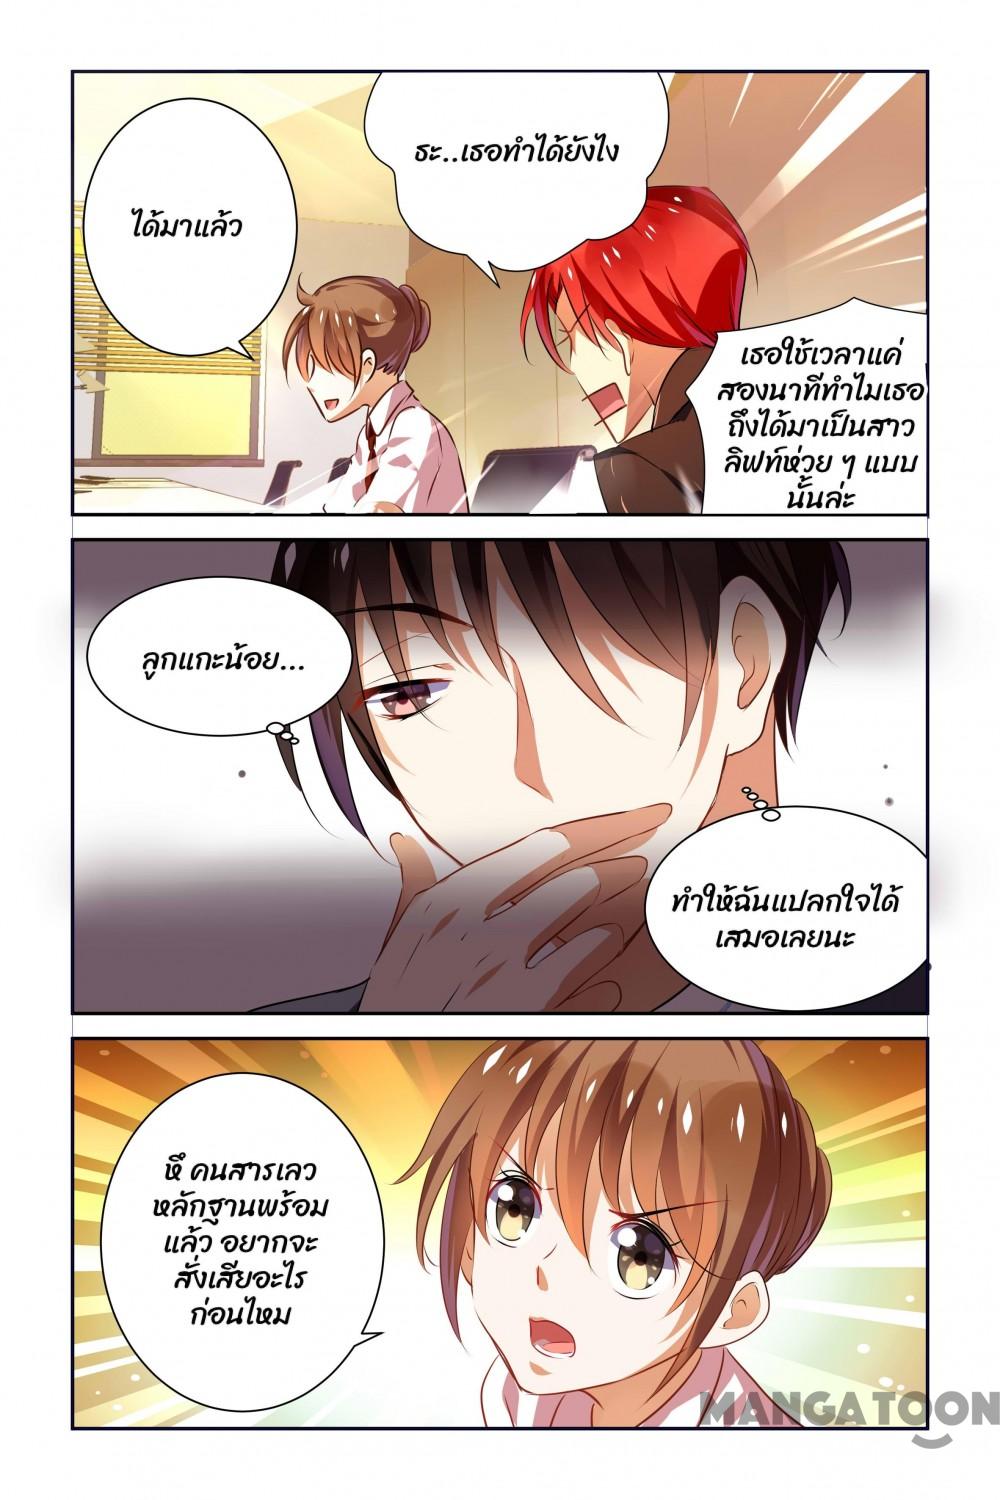 ได้มาแล้ว
ธะ..เธอทำได้ยังไง
เธอใช้เวลาแค่
สองนาทีทำไมเธอ
ถึงได้มาเป็นสาว
ลิฟท์ห่วย ๆ แบบ
นั้นล่ะ
ลูกแกะน้อย...
ทำให้ฉันแปลกใจได้
เสมอเลยนะ
หึ คนสารเลว
หลักฐานพร้อม
แล้ว อยากจะ
สั่งเสียอะไร
ก่อนไหม
MANGATOON